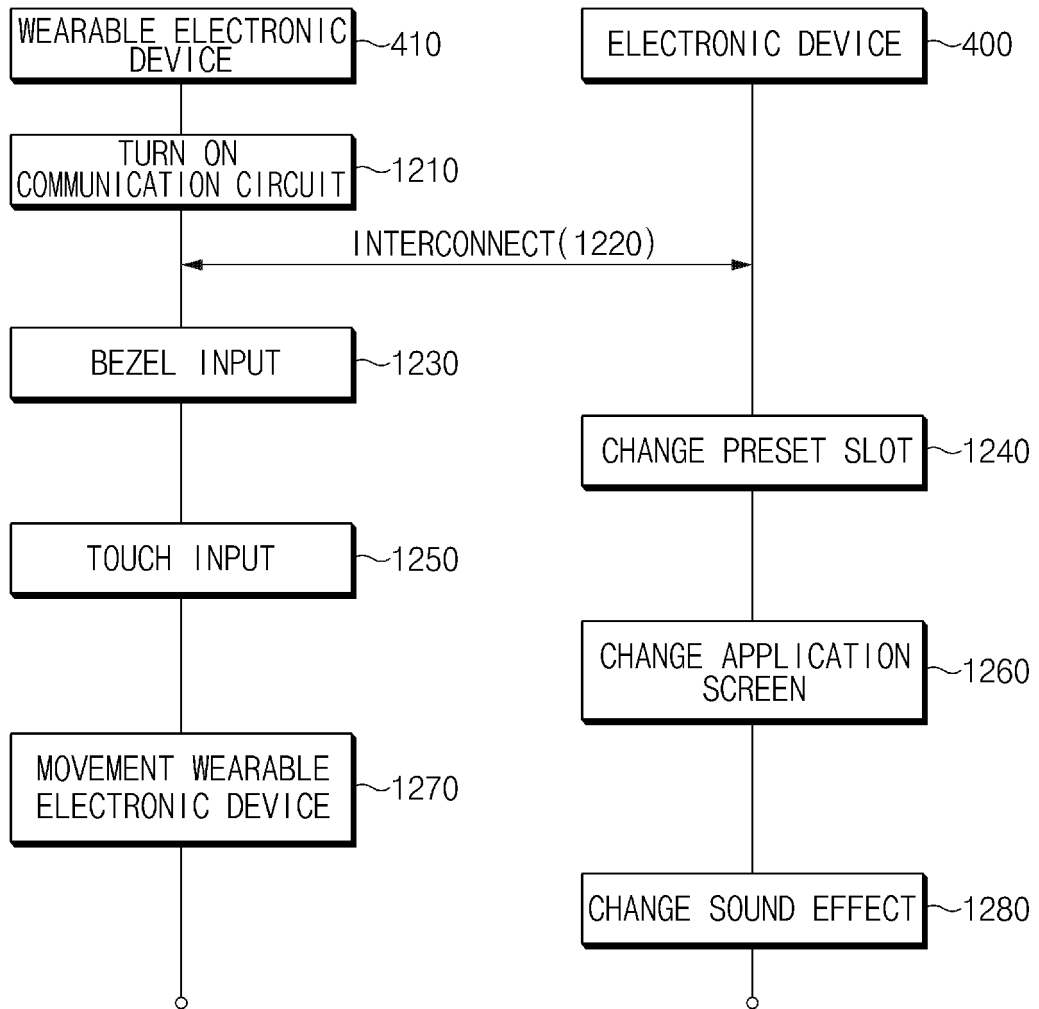 WEARABLE ELECTRONIC
DEVICE
410
ELECTRONIC DEVICE
400
TURN ON
COMMUNICATION CIRCUIT
1210
INTERCONNECT(1220)
BEZEL INPUT
1230
CHANGE PRESET SLOT
1240
TOUCH INPUT
1250
CHANGE APPLICATION
SCREEN
1260
MOVEMENT WEARABLE
ELECTRONIC DEVICE
1270
CHANGE SOUND EFFECT
1280